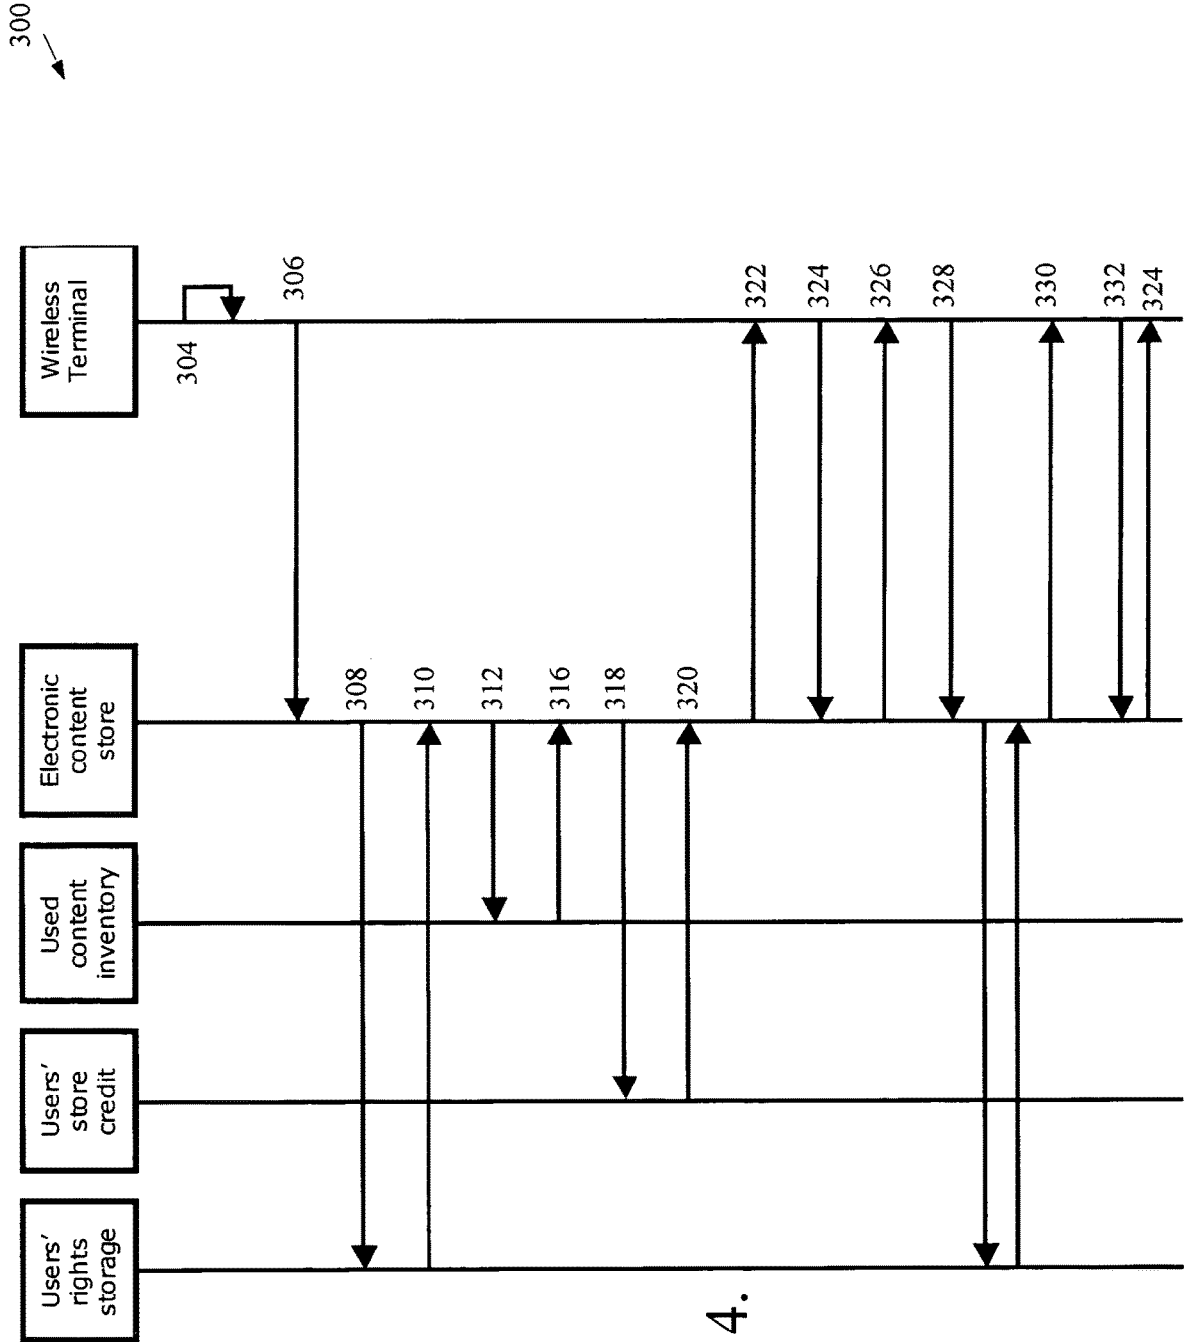 300
Wireless
Terminal
Electronic
content
store
Used
content
inventory
Users'
store
credit
Users'
rights
storage
304
306
308
310
312
316
318
320
322
324
326
328
330
332
324
4.